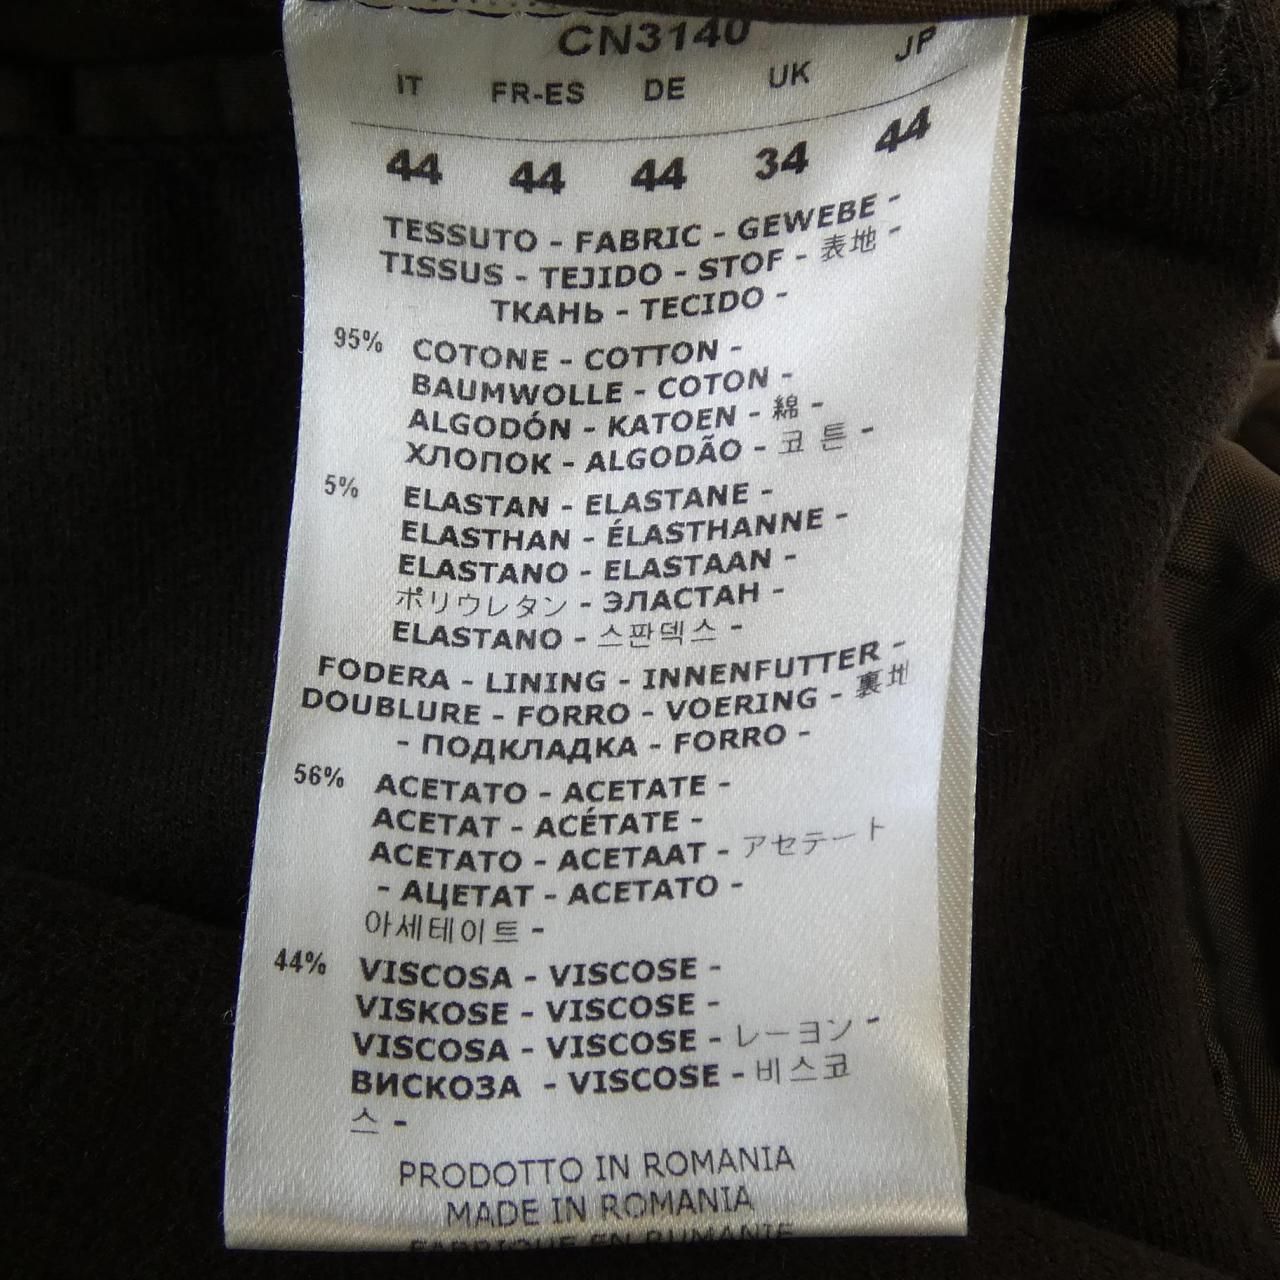 CN3140
IT FR-ES DE UK JP
44 44 44 34 44
TESSUTO - FABRIC - GEWEBE -
TISSUS - TEJIDO - STOF - 表地 -
ТКАНЬ - TECIDO -
95% COTONE - COTTON -
BAUMWOLLE - COTON -
ALGODÓN - KATOEN - 綿 -
ХЛОПОК - ALGODÃO - 코튼 -
5% ELASTAN - ELASTANE -
ELASTHAN - ÉLASTHANNE -
ELASTANO - ELASTAAN -
ポリウレタン - ЭЛАСТАН -
ELASTANO - 스판덱스 -
FODERA - LINING - INNENFUTTER -
DOUBLURE - FORRO - VOERING - 裏地
- ПОДКЛАДКА - FORRO -
56% ACETATO - ACETATE -
ACETAT - ACÉTATE -
ACETATO - ACETAAT - アセテート
- АЦЕТАТ - ACETATO -
아세테이트 -
44% VISCOSA - VISCOSE -
VISKOSE - VISCOSE -
VISCOSA - VISCOSE - レーヨン -
ВИСКОЗА - VISCOSE - 비스코
스 -
PRODOTTO IN ROMANIA
MADE IN ROMANIA
FABRIQUE EN RUMANIE